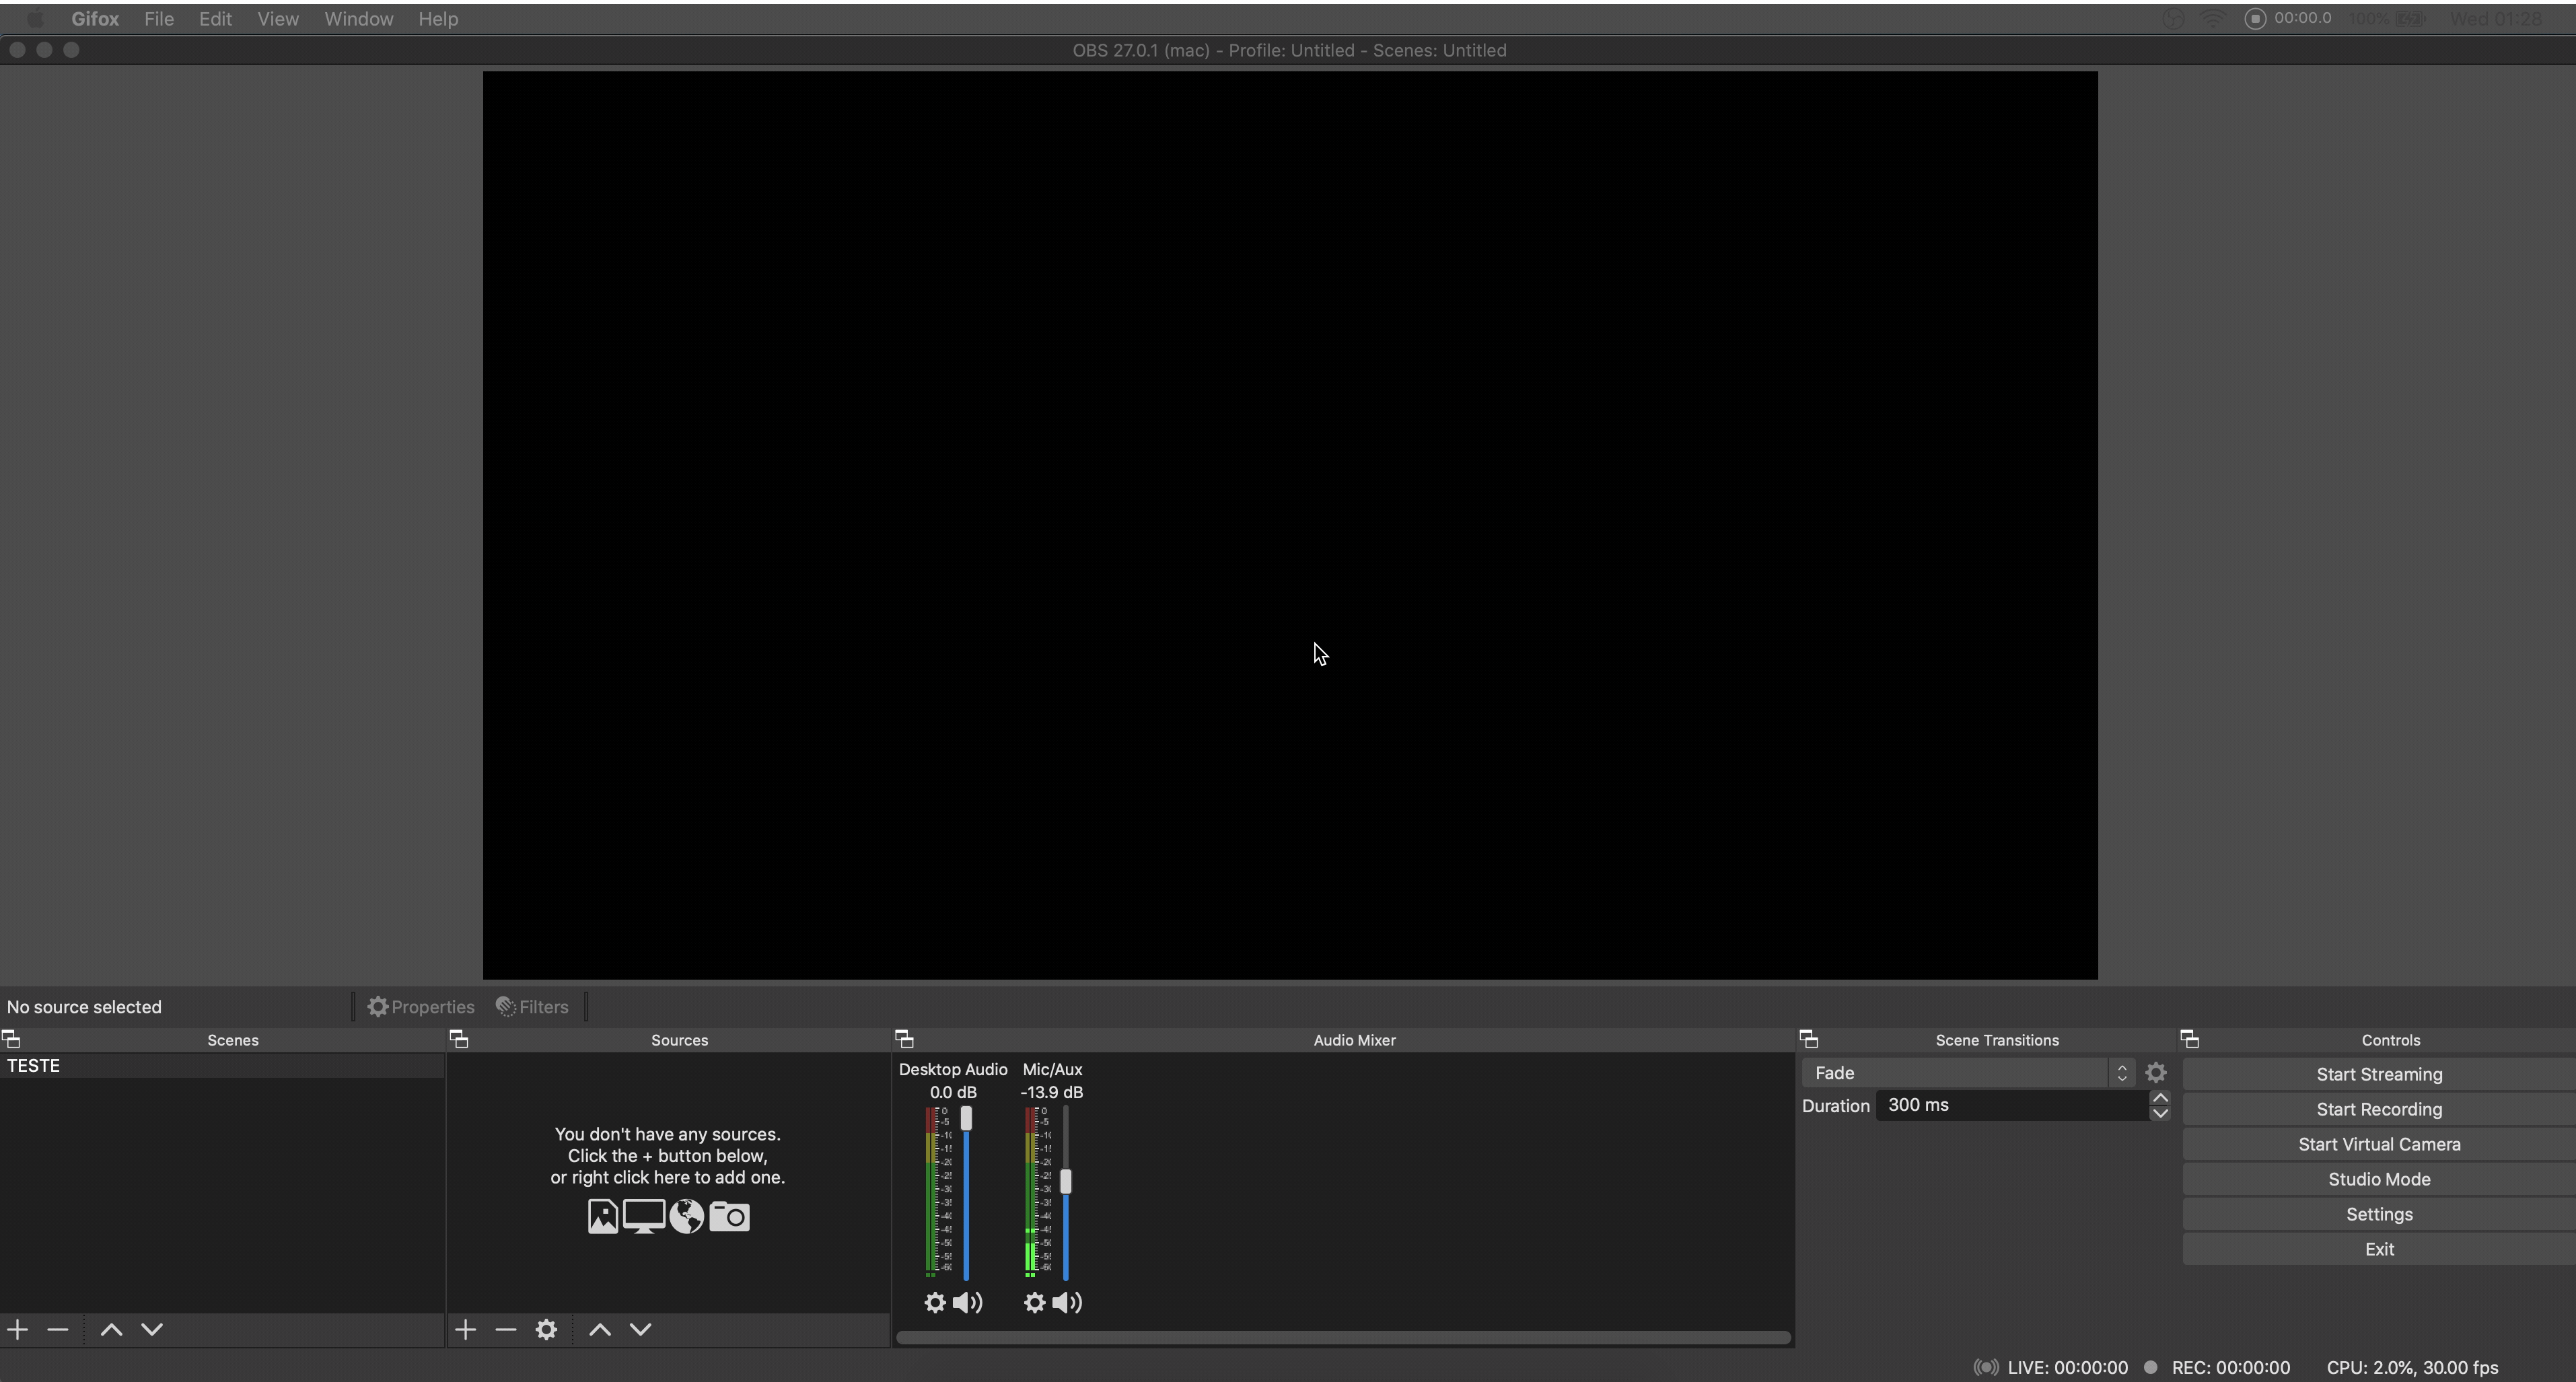 Gifox File Edit View Window Help 00:00.0 100% Wed 01:28
OBS 27.0.1 (mac) - Profile: Untitled - Scenes: Untitled
No source selected Properties Filters
Scenes Sources Audio Mixer Scene Transitions Controls
TESTE
You don't have any sources.
Click the + button below,
or right click here to add one.
Desktop Audio Mic/Aux
0.0 dB -13.9 dB
Fade
Duration 300 ms
Start Streaming
Start Recording
Start Virtual Camera
Studio Mode
Settings
Exit
LIVE: 00:00:00 REC: 00:00:00 CPU: 2.0%, 30.00 fps